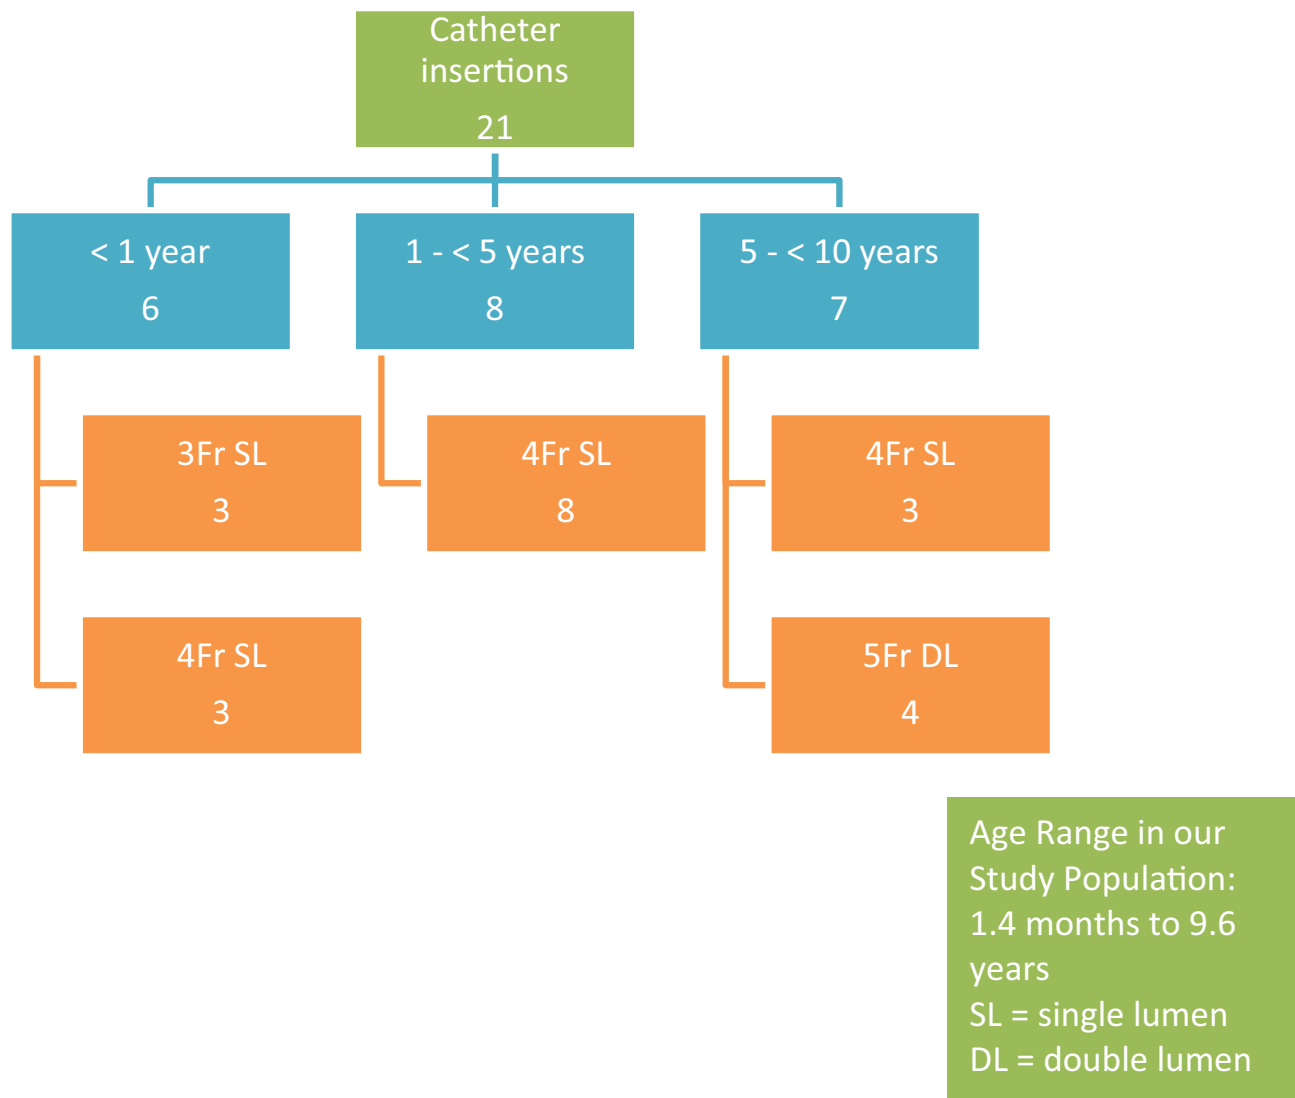 Catheter
insertions
21
< 1 year
6
1 - < 5 years
8
5 - < 10 years
7
3Fr SL
3
4Fr SL
8
4Fr SL
3
4Fr SL
3
5Fr DL
4
Age Range in our
Study Population:
1.4 months to 9.6
years
SL = single lumen
DL = double lumen